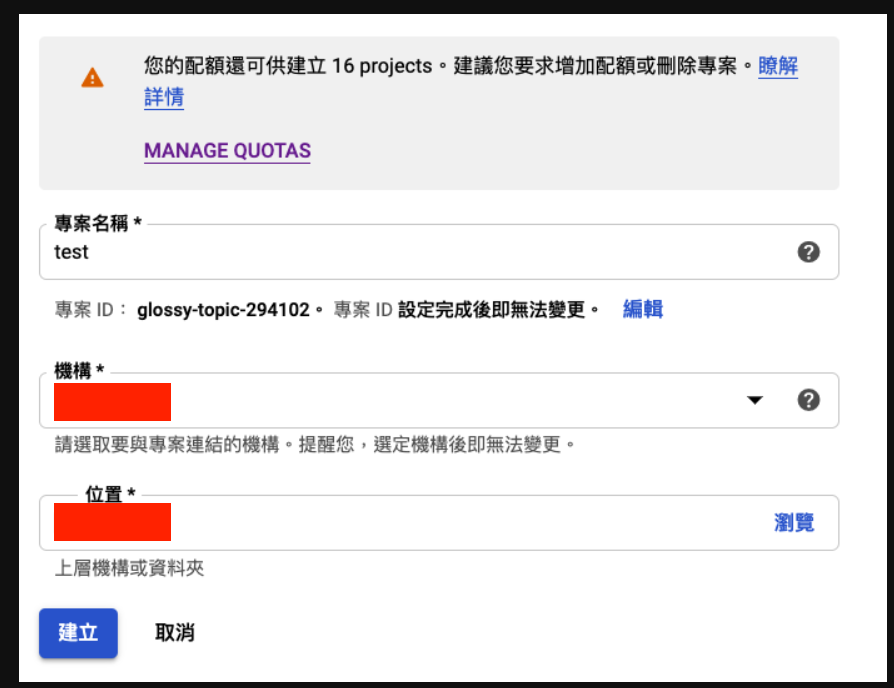 您的配額還可供建立 16 projects。建議您要求增加配額或刪除專案。瞭解
詳情
MANAGE QUOTAS
專案名稱 *
test
專案 ID： glossy-topic-294102。 專案 ID 設定完成後即無法變更。 編輯
機構 *
請選取要與專案連結的機構。提醒您，選定機構後即無法變更。
位置 *
瀏覽
上層機構或資料夾
建立 取消